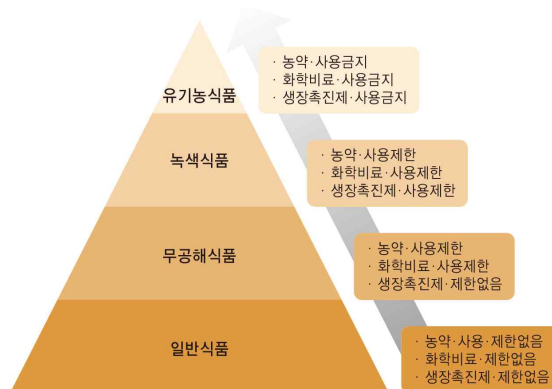 유기농식품
· 농약·사용금지
· 화학비료·사용금지
· 생장촉진제·사용금지
녹색식품
· 농약·사용제한
· 화학비료·사용제한
· 생장촉진제·사용제한
무공해식품
· 농약·사용제한
· 화학비료·사용제한
· 생장촉진제·제한없음
일반식품
· 농약·사용·제한없음
· 화학비료·제한없음
· 생장촉진제·제한없음